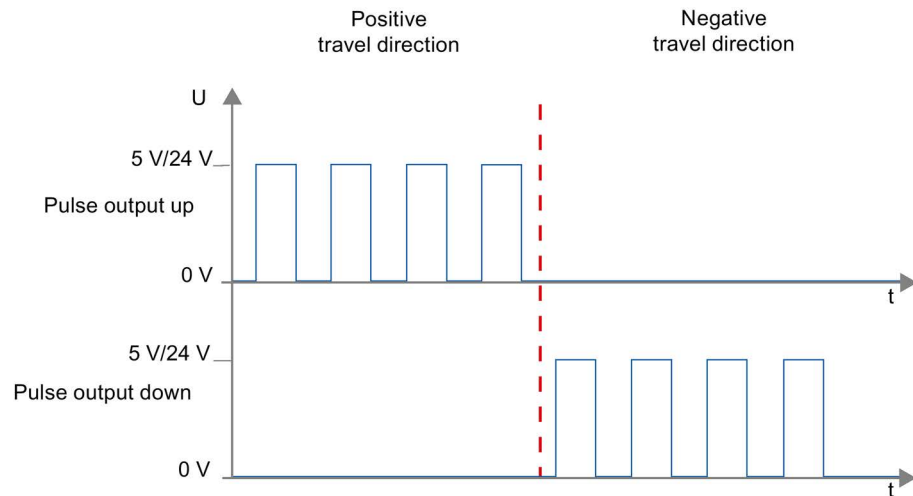 Positive
travel direction
Negative
travel direction
U
5 V/24 V
Pulse output up
0 V
t
5 V/24 V
Pulse output down
0 V
t